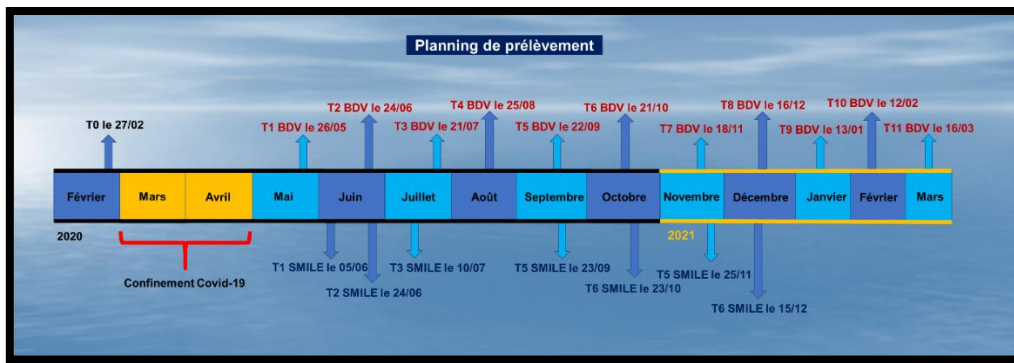 Planning de prélèvement
T2 BDV le 24/06
T4 BDV le 25/08
T6 BDV le 21/10
T8 BDV le 16/12
T10 BDV le 12/02
T0 le 27/02
T1 BDV le 26/05
T3 BDV le 21/07
T5 BDV le 22/09
T7 BDV le 18/11
T9 BDV le 13/01
T11 BDV le 16/03
Février
Mars
Avril
Mai
Juin
Juillet
Août
Septembre
Octobre
Novembre
Décembre
Janvier
Février
Mars
2020
2021
T1 SMILE le 05/06
T3 SMILE le 10/07
T5 SMILE le 23/09
T5 SMILE le 25/11
Confinement Covid-19
T2 SMILE le 24/06
T6 SMILE le 23/10
T6 SMILE le 15/12